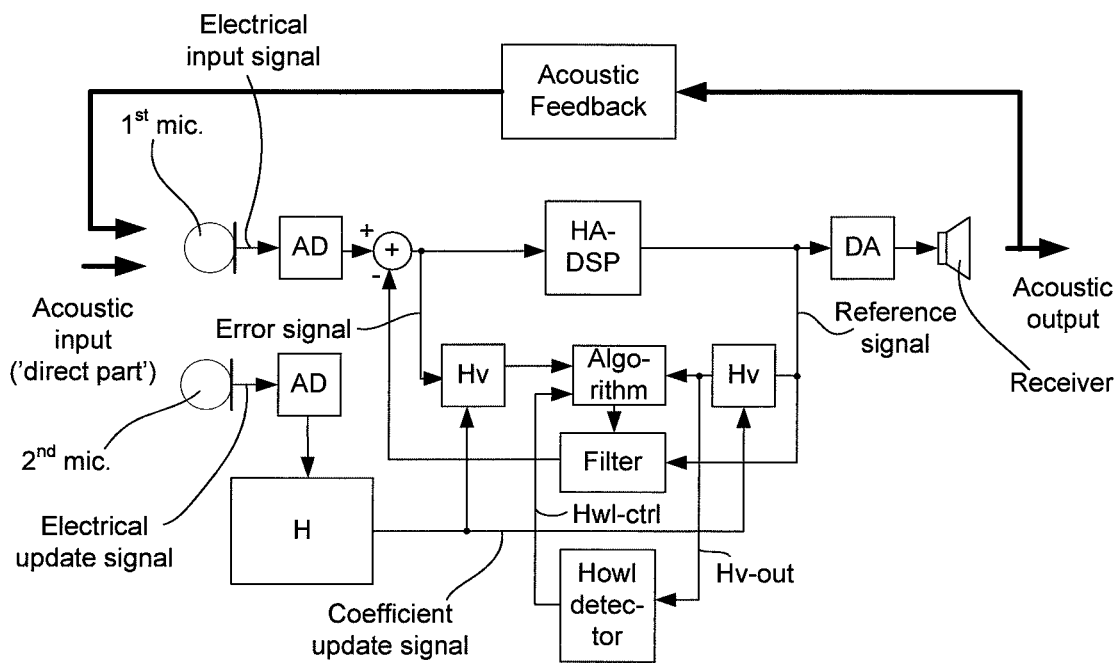 Electrical
input signal
Acoustic
Feedback
1st mic.
AD
+
+
-
HA-
DSP
DA
Acoustic
output
Acoustic
input
('direct part')
Error signal
Reference
signal
Receiver
AD
Hv
Algo-
rithm
Hv
2nd mic.
Filter
Electrical
update signal
H
Hwl-ctrl
Howl
detec-
tor
Hv-out
Coefficient
update signal